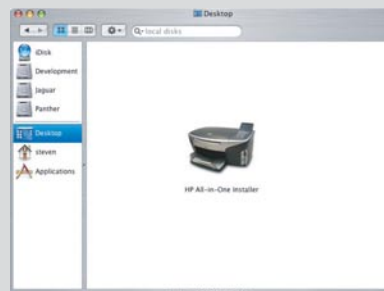 Desktop
local disks
iDisk
Development
Jaguar
Panther
Desktop
steven
Applications
HP All-in-One Installer